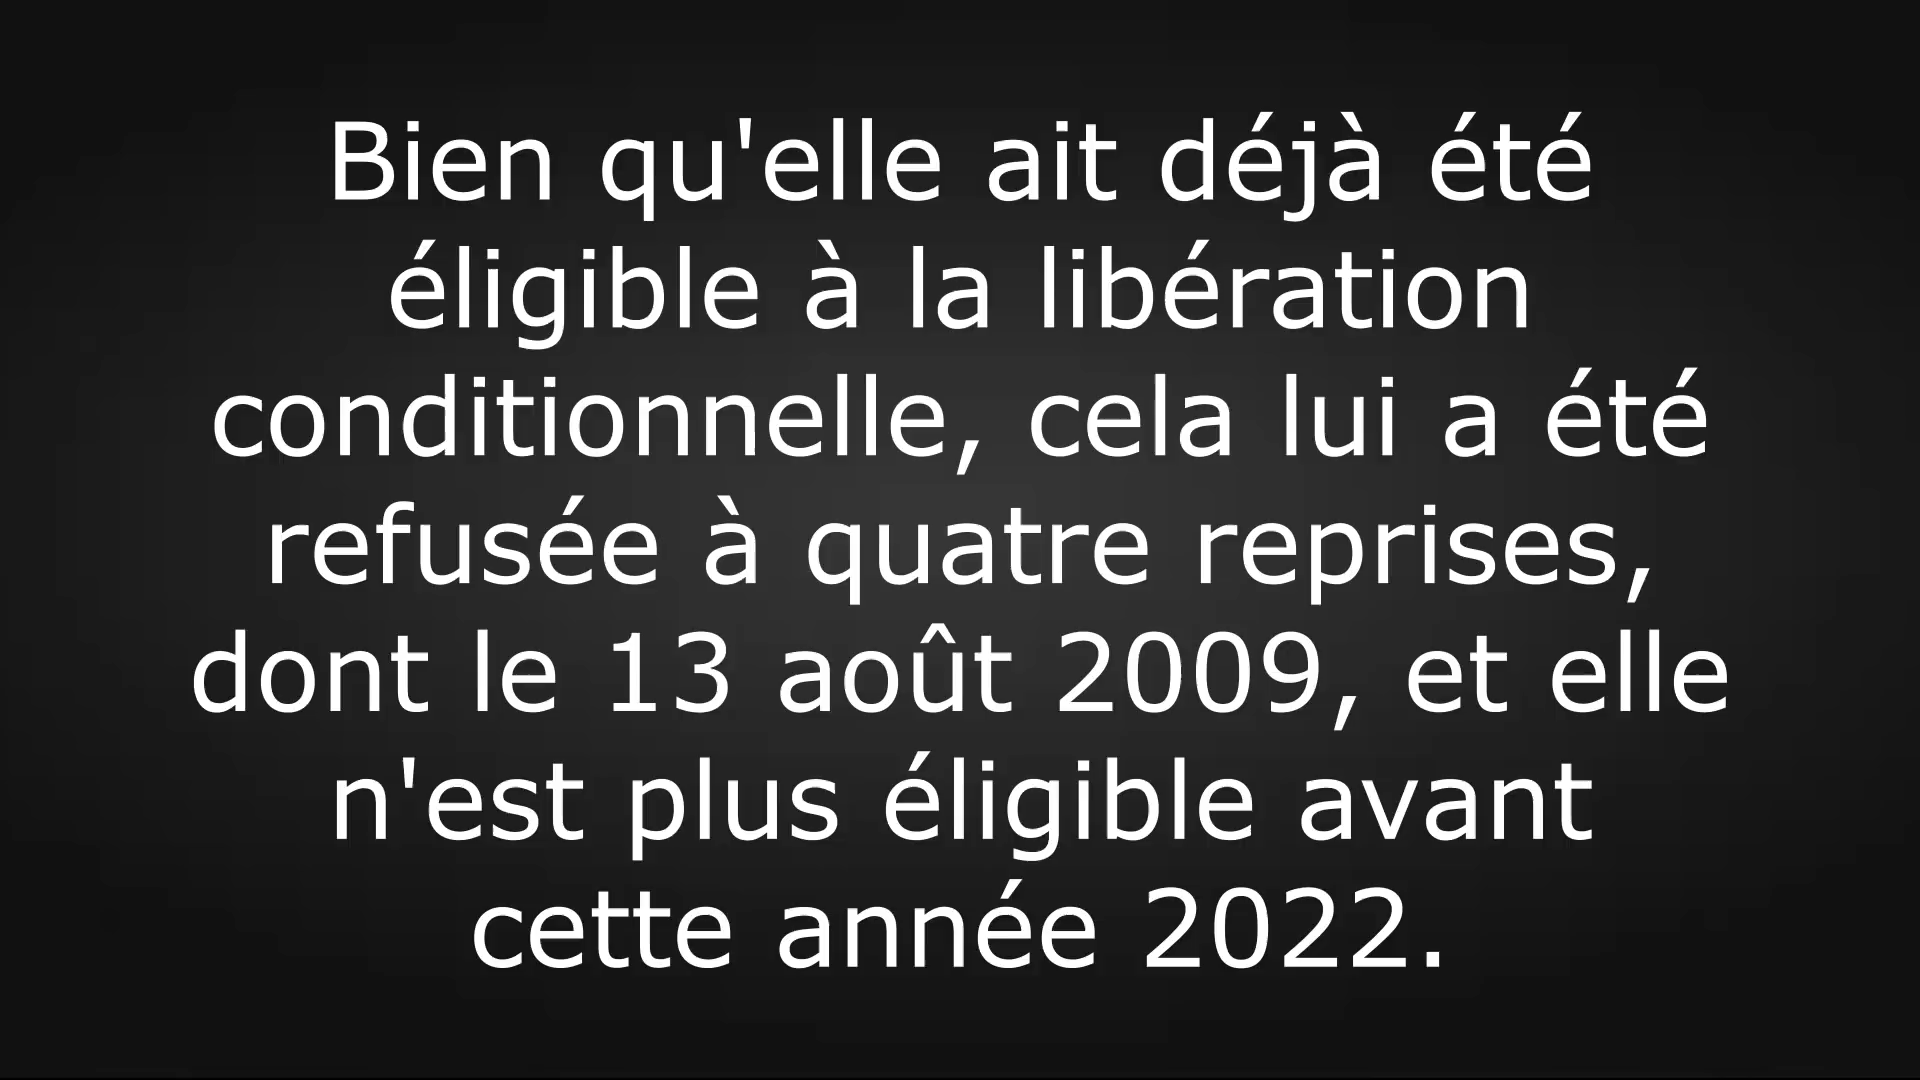 Bien qu'elle ait déjà été
éligible à la libération
conditionnelle, cela lui a été
refusée à quatre reprises,
dont le 13 août 2009, et elle
n'est plus éligible avant
cette année 2022.